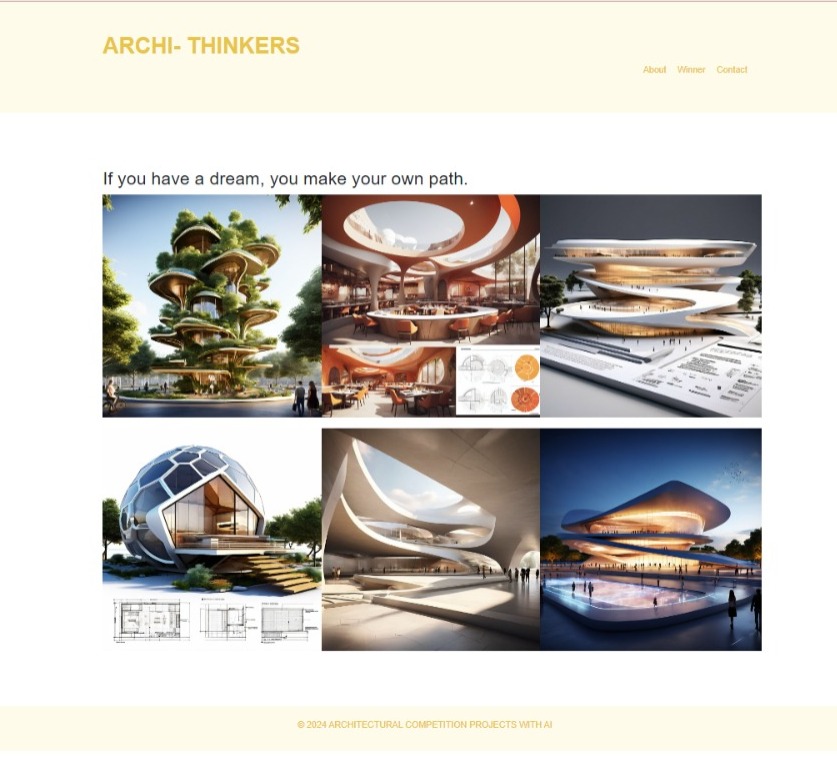 ARCHI- THINKERS
About Winner Contact
If you have a dream, you make your own path.
© 2024 ARCHITECTURAL COMPETITION PROJECTS WITH AI